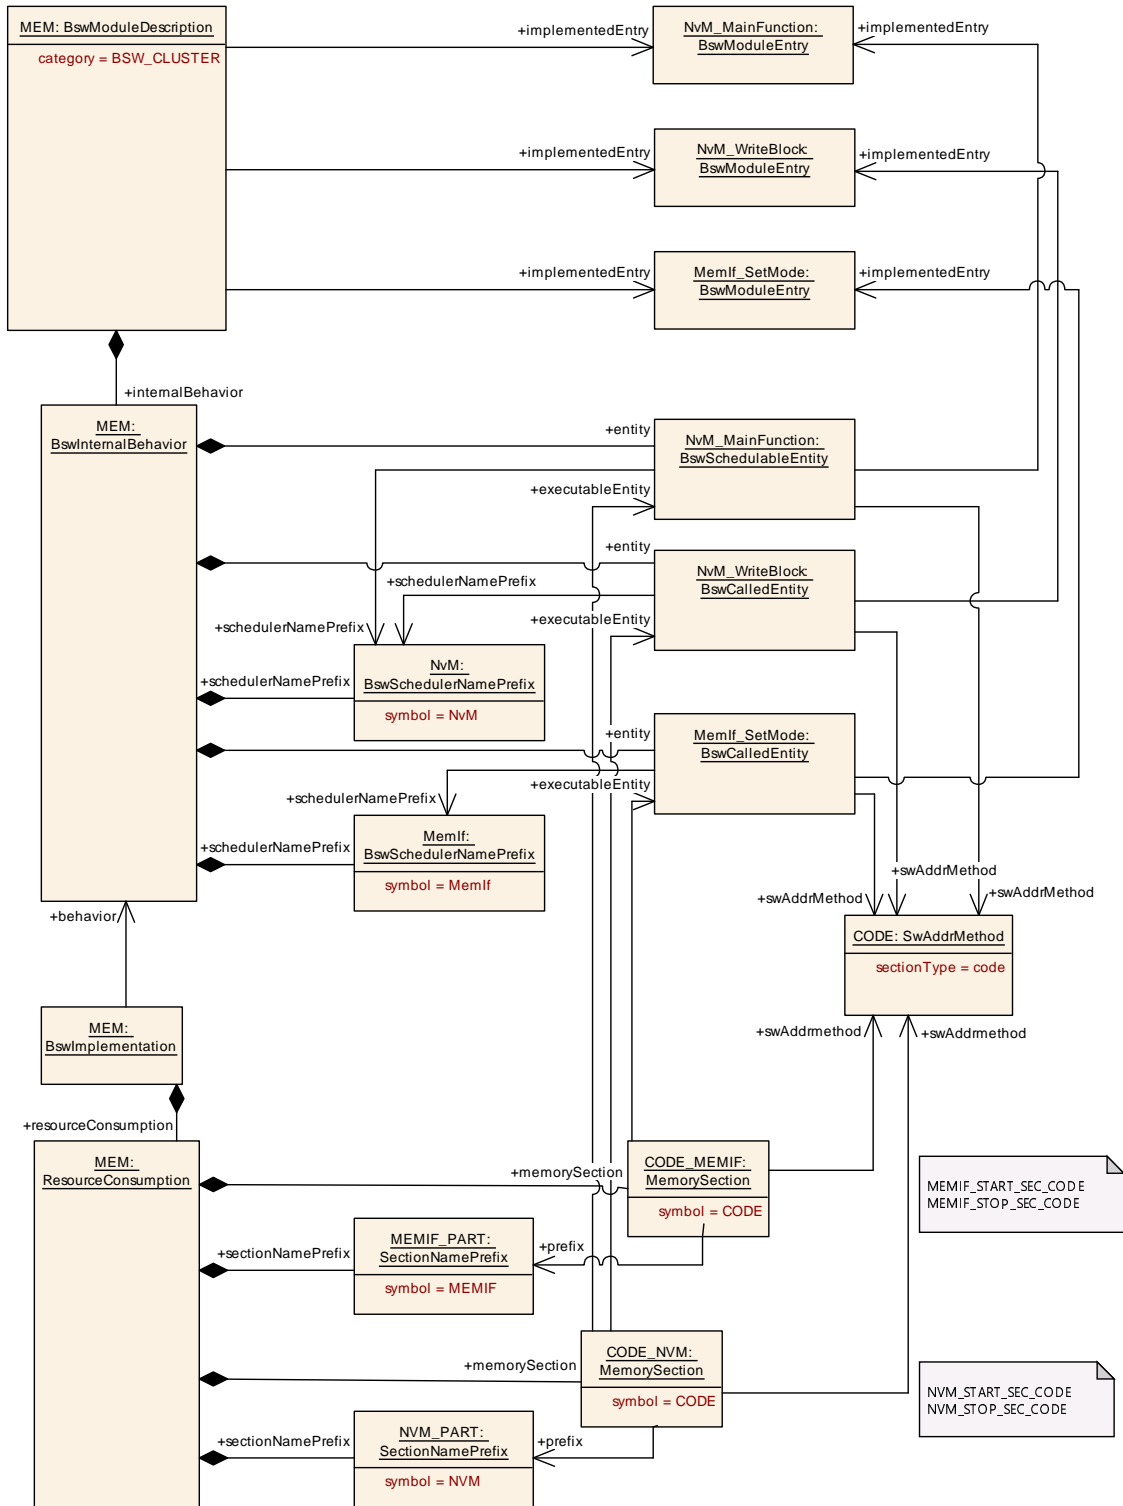 MEM: BswModuleDescription
category = BSW_CLUSTER
+implementedEntry
NvM_MainFunction:
BswModuleEntry
+implementedEntry
+implementedEntry
NvM_WriteBlock:
BswModuleEntry
+implementedEntry
+implementedEntry
MemIf_SetMode:
BswModuleEntry
+implementedEntry
+internalBehavior
MEM:
BswInternalBehavior
+entity
NvM_MainFunction:
BswSchedulableEntity
+executableEntity
+entity
NvM_WriteBlock:
BswCalledEntity
+schedulerNamePrefix
+executableEntity
+schedulerNamePrefix
NvM:
BswSchedulerNamePrefix
symbol = NvM
+schedulerNamePrefix
+entity
MemIf_SetMode:
BswCalledEntity
+executableEntity
+schedulerNamePrefix
MemIf:
BswSchedulerNamePrefix
symbol = MemIf
+schedulerNamePrefix
+swAddrMethod
+swAddrMethod
+swAddrMethod
+behavior
CODE: SwAddrMethod
sectionType = code
MEM:
BswImplementation
+swAddrmethod
+swAddrmethod
+resourceConsumption
MEM:
ResourceConsumption
+memorySection
CODE_MEMIF:
MemorySection
symbol = CODE
MEMIF_START_SEC_CODE
MEMIF_STOP_SEC_CODE
+sectionNamePrefix
MEMIF_PART:
SectionNamePrefix
symbol = MEMIF
+prefix
+memorySection
CODE_NVM:
MemorySection
symbol = CODE
NVM_START_SEC_CODE
NVM_STOP_SEC_CODE
+sectionNamePrefix
NVM_PART:
SectionNamePrefix
symbol = NVM
+prefix